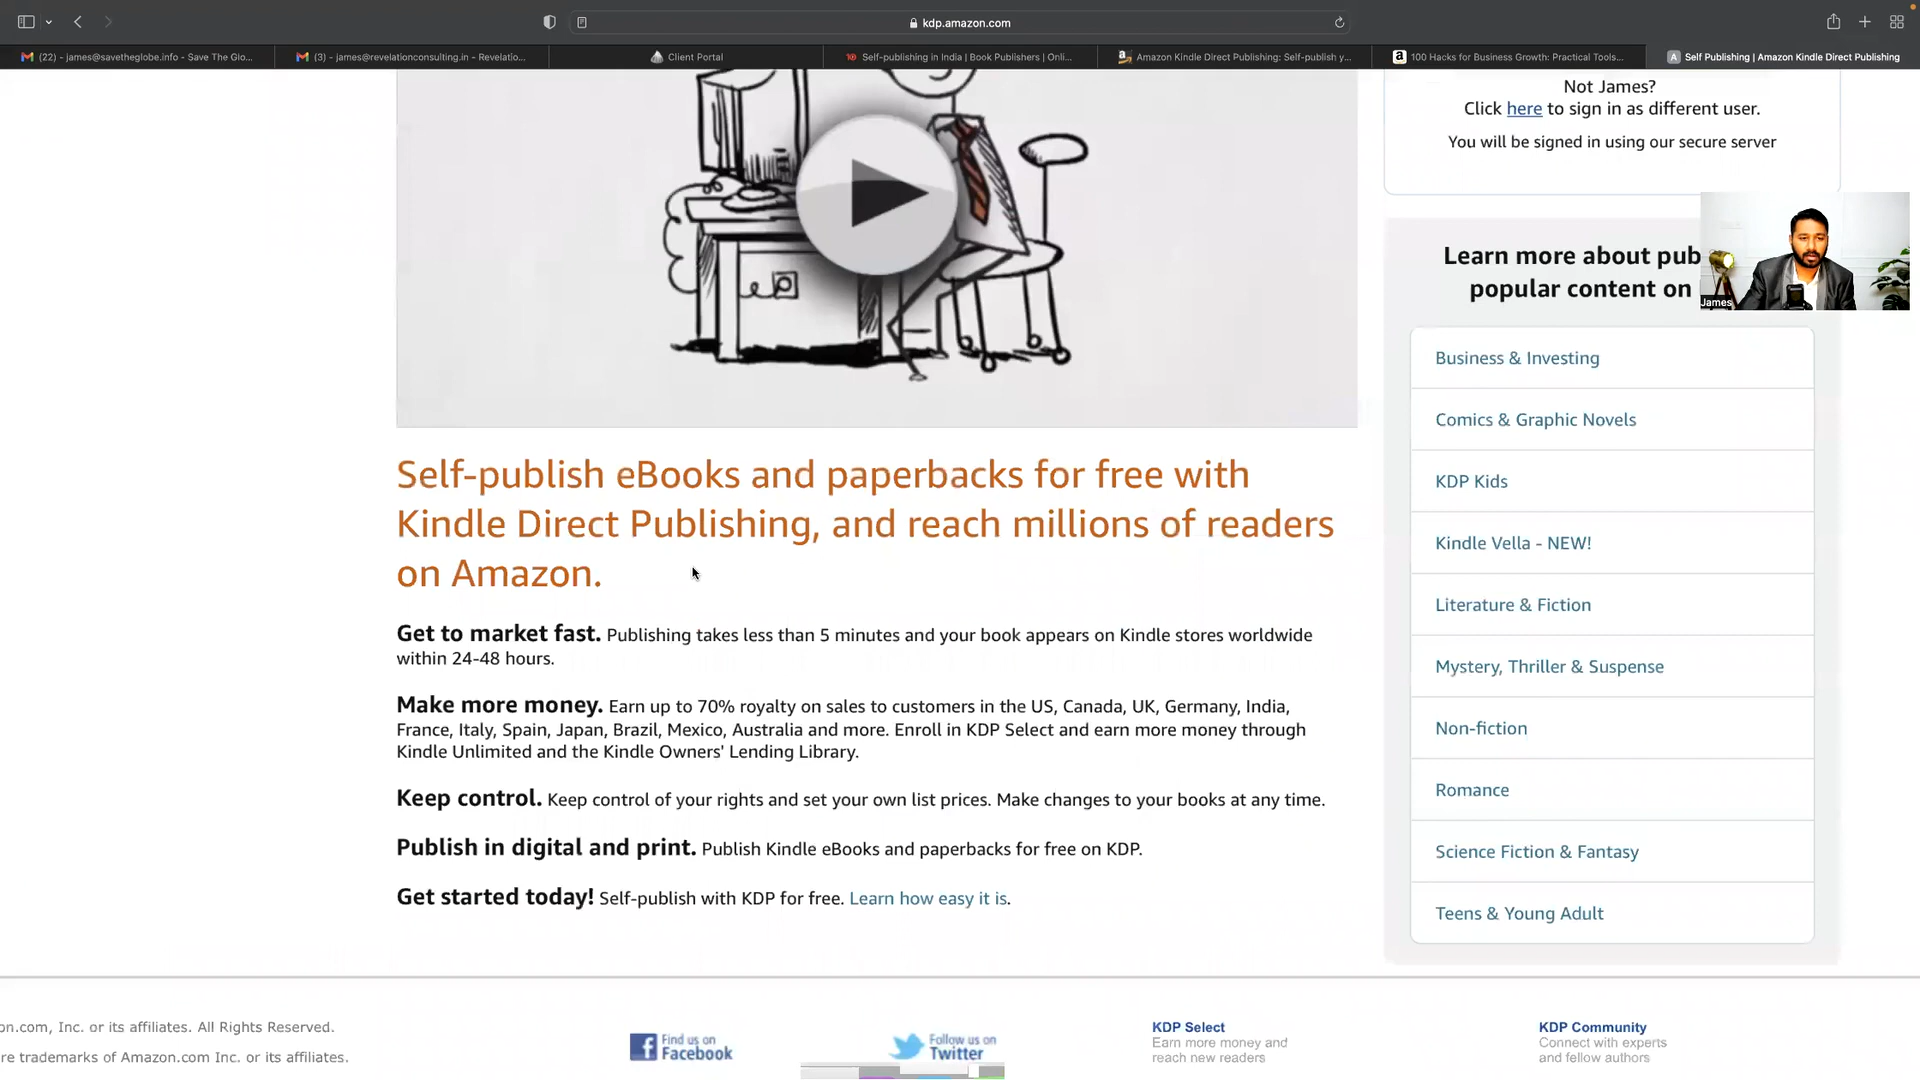 kdp.amazon.com
(22) - james@savetheglobe.info - Save The Glo...
(3) - james@revelationconsulting.in - Revelatio...
Client Portal
Self-publishing in India | Book Publishers | Onli...
Amazon Kindle Direct Publishing: Self-publish y...
100 Hacks for Business Growth: Practical Tools...
Self Publishing | Amazon Kindle Direct Publishing
Not James?
Click here to sign in as different user.
You will be signed in using our secure server
Learn more about pub
popular content on
James
Business & Investing
Comics & Graphic Novels
KDP Kids
Kindle Vella - NEW!
Literature & Fiction
Mystery, Thriller & Suspense
Non-fiction
Romance
Science Fiction & Fantasy
Teens & Young Adult
Self-publish eBooks and paperbacks for free with
Kindle Direct Publishing, and reach millions of readers
on Amazon.
Get to market fast. Publishing takes less than 5 minutes and your book appears on Kindle stores worldwide
within 24-48 hours.
Make more money. Earn up to 70% royalty on sales to customers in the US, Canada, UK, Germany, India,
France, Italy, Spain, Japan, Brazil, Mexico, Australia and more. Enroll in KDP Select and earn more money through
Kindle Unlimited and the Kindle Owners' Lending Library.
Keep control. Keep control of your rights and set your own list prices. Make changes to your books at any time.
Publish in digital and print. Publish Kindle eBooks and paperbacks for free on KDP.
Get started today! Self-publish with KDP for free. Learn how easy it is.
on.com, Inc. or its affiliates. All Rights Reserved.
re trademarks of Amazon.com Inc. or its affiliates.
Find us on
Facebook
Follow us on
Twitter
KDP Select
Earn more money and
reach new readers
KDP Community
Connect with experts
and fellow authors